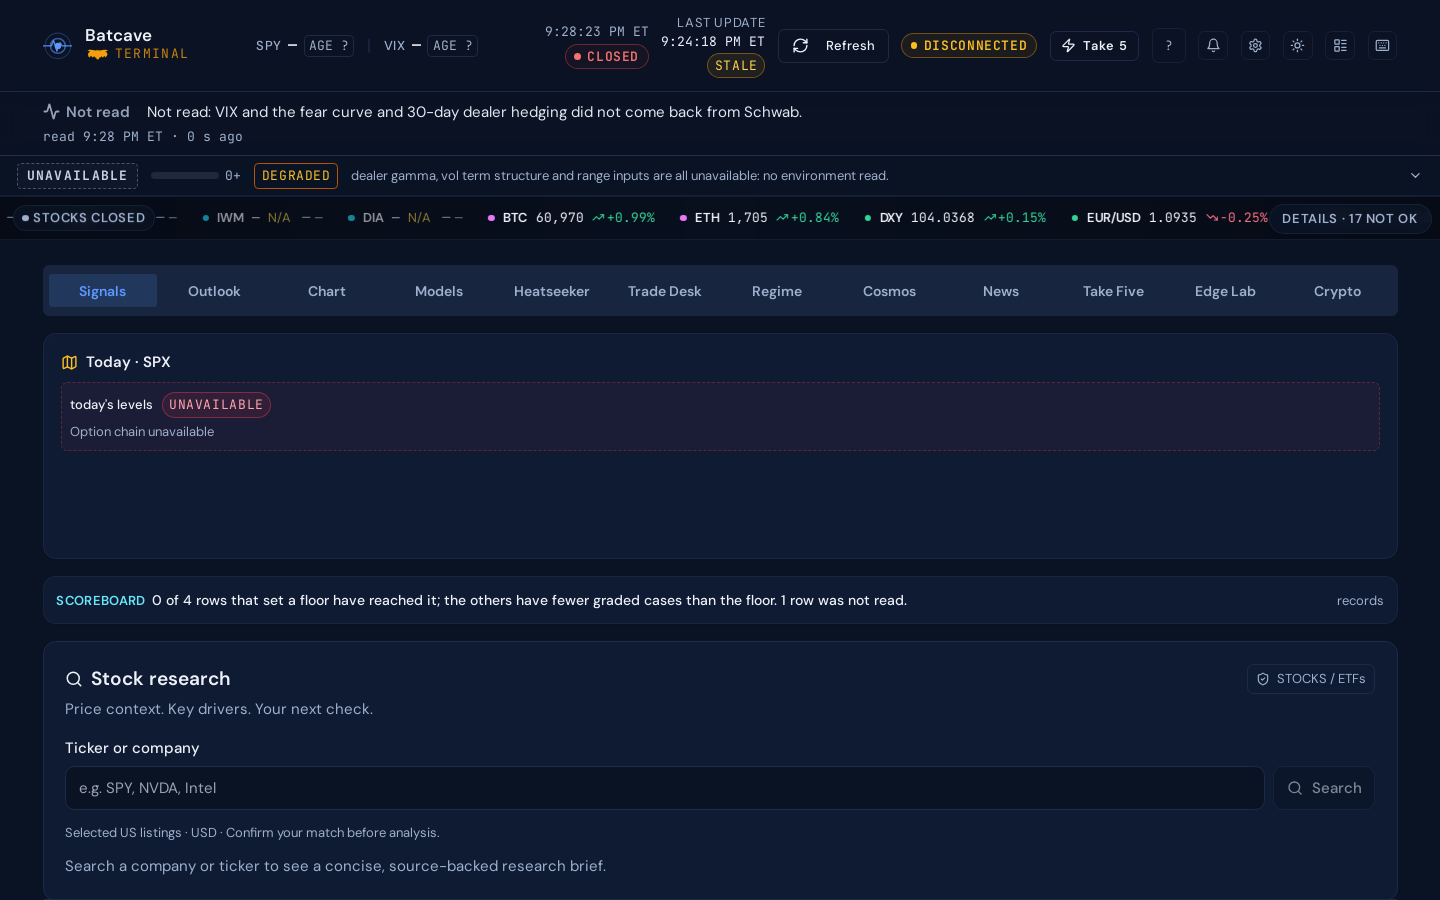 Batcave
TERMINAL
SPY — AGE ? | VIX — AGE ?
9:28:23 PM ET
CLOSED
LAST UPDATE
9:24:18 PM ET
STALE
Refresh
DISCONNECTED
Take 5
?
Not read Not read: VIX and the fear curve and 30-day dealer hedging did not come back from Schwab.
read 9:28 PM ET · 0 s ago
UNAVAILABLE 0+ DEGRADED dealer gamma, vol term structure and range inputs are all unavailable: no environment read.
STOCKS CLOSED —— IWM — N/A —— DIA — N/A —— BTC 60,970 +0.99% ETH 1,705 +0.84% DXY 104.0368 +0.15% EUR/USD 1.0935 -0.25% DETAILS · 17 NOT OK
Signals Outlook Chart Models Heatseeker Trade Desk Regime Cosmos News Take Five Edge Lab Crypto
Today · SPX
today's levels UNAVAILABLE
Option chain unavailable
SCOREBOARD 0 of 4 rows that set a floor have reached it; the others have fewer graded cases than the floor. 1 row was not read. records
Stock research STOCKS / ETFs
Price context. Key drivers. Your next check.
Ticker or company
e.g. SPY, NVDA, Intel Search
Selected US listings · USD · Confirm your match before analysis.
Search a company or ticker to see a concise, source-backed research brief.